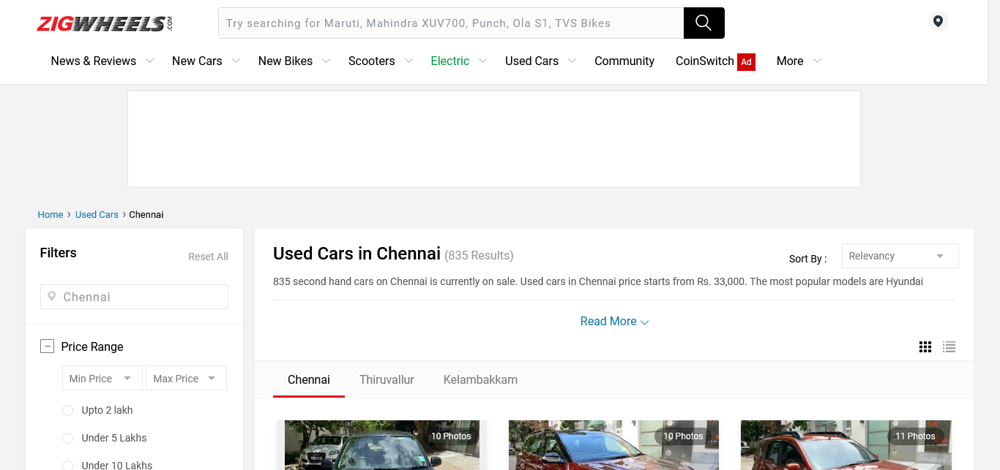 ZIGWHEELS.COM
Try searching for Maruti, Mahindra XUV700, Punch, Ola S1, TVS Bikes
News & Reviews New Cars New Bikes Scooters Electric Used Cars Community CoinSwitch Ad More
Home › Used Cars › Chennai
Filters
Reset All
Chennai
Price Range
Min Price Max Price
Upto 2 lakh
Under 5 Lakhs
Under 10 Lakhs
Used Cars in Chennai (835 Results)
Sort By : Relevancy
835 second hand cars on Chennai is currently on sale. Used cars in Chennai price starts from Rs. 33,000. The most popular models are Hyundai
Read More
Chennai Thiruvallur Kelambakkam
10 Photos 10 Photos 11 Photos